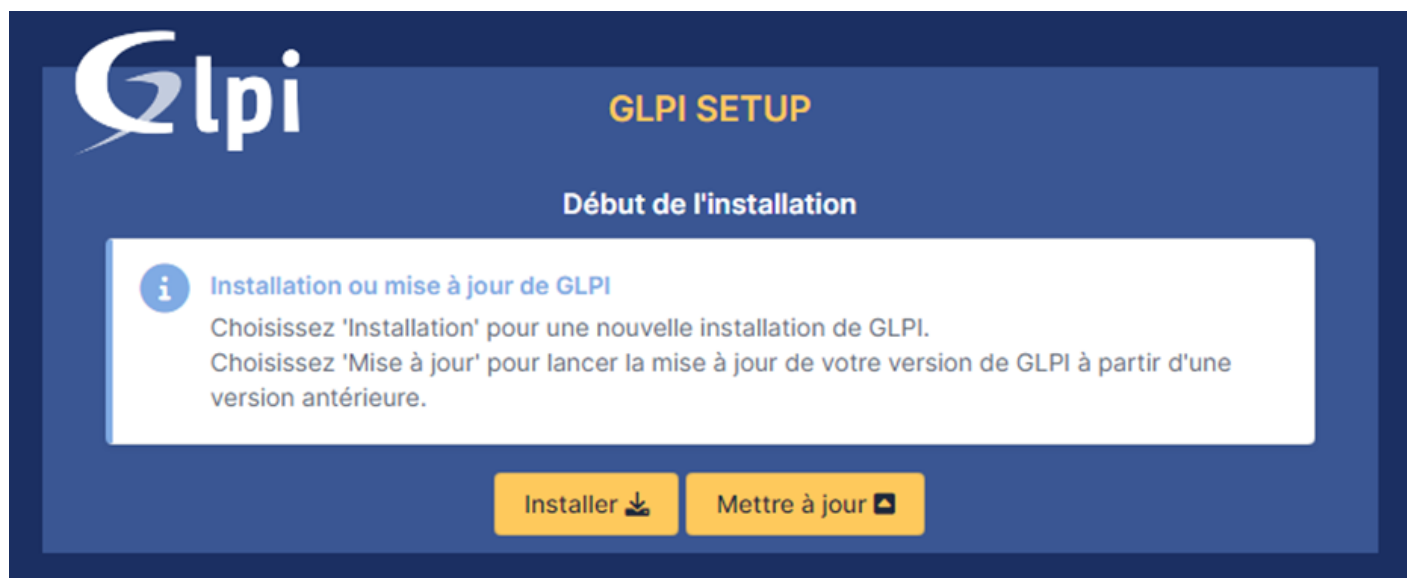 Glpi
GLPI SETUP
Début de l'installation
Installation ou mise à jour de GLPI
Choisissez 'Installation' pour une nouvelle installation de GLPI.
Choisissez 'Mise à jour' pour lancer la mise à jour de votre version de GLPI à partir d'une
version antérieure.
Installer
Mettre à jour